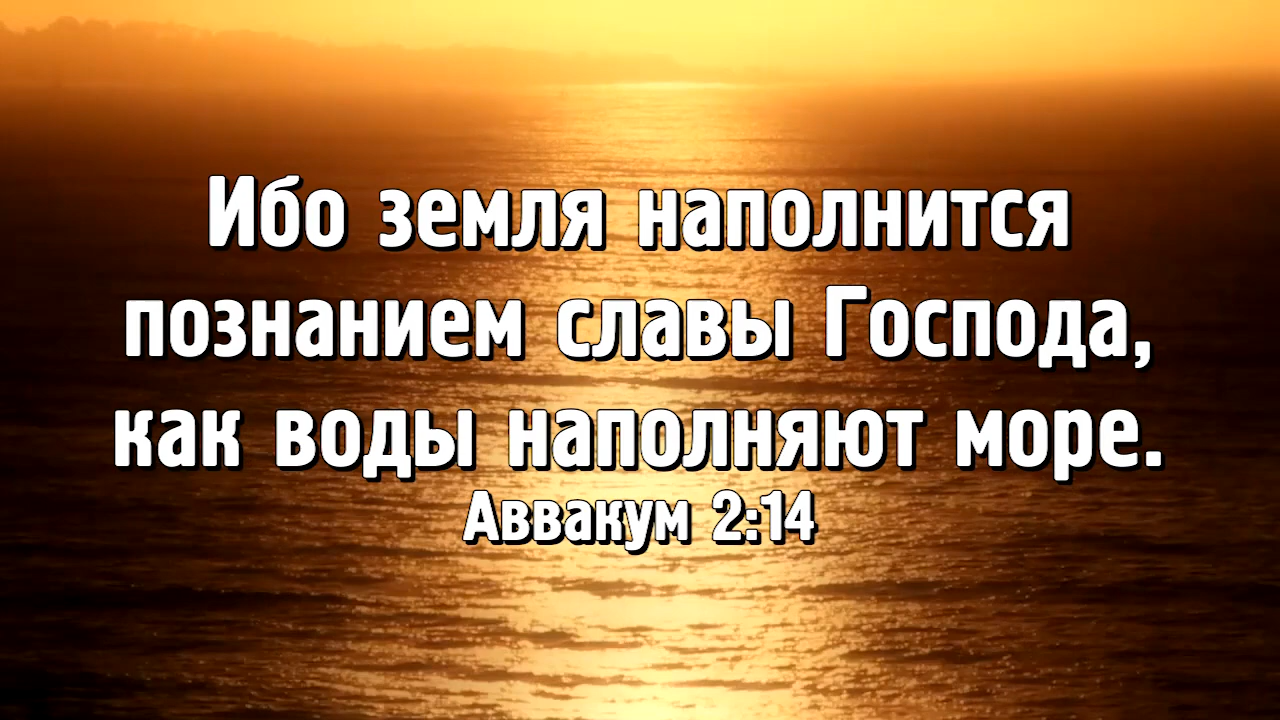 Ибо земля наполнится
познанием славы Господа,
как воды наполняют море.
Аввакум 2:14